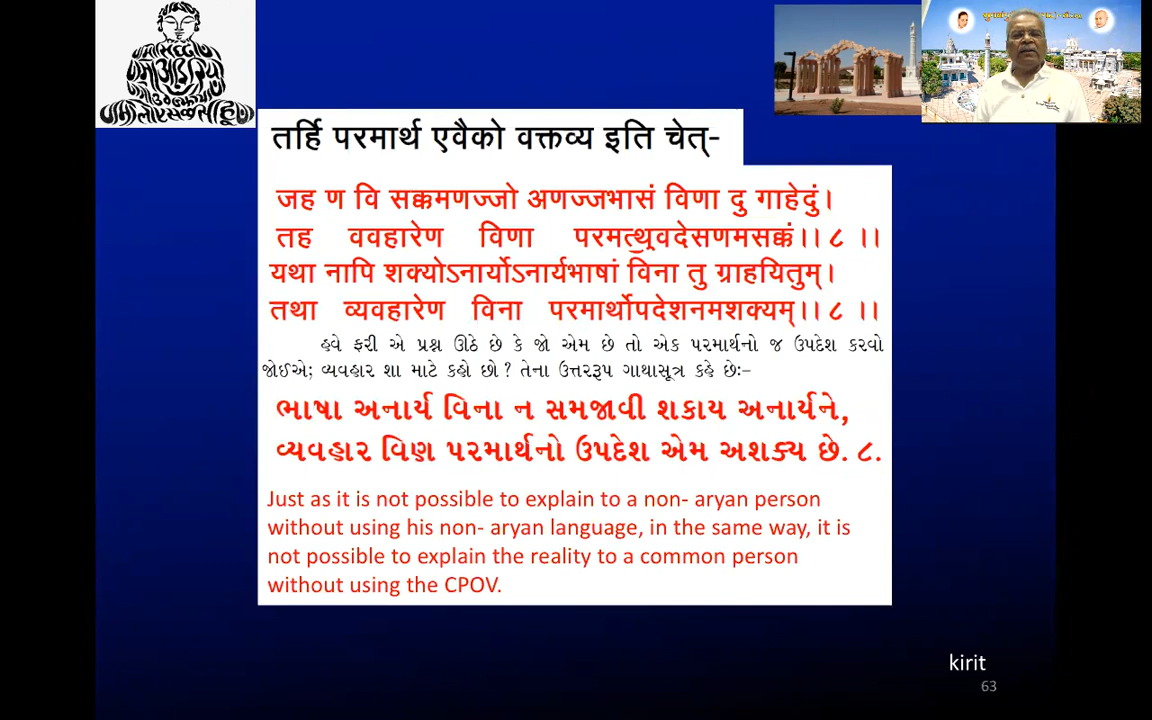 तर्हि परमार्थ एवैको वक्तव्य इति चेत्-
जह ण वि सक्कमणज्जो अणज्जभासं विणा दु गाहेदुं।
तह ववहारेण विणा परमत्थुवदेसणमसक्कं।। ८ ।।
यथा नापि शक्योऽनार्योऽनार्यभाषां विना तु ग्राहयितुम्।
तथा व्यवहारेण विना परमार्थोपदेशनमशक्यम्।। ८ ।।
હવે ફરી એ પ્રશ્ન ઊઠે છે કે જો એમ છે તો એક પરમાર્થનો જ ઉપદેશ કરવો
જોઈએ; વ્યવહાર શા માટે કહો છો? તેના ઉત્તરરૂપ ગાથાસૂત્ર કહે છેઃ-
ભાષા અનાર્ય વિના ન સમજાવી શકાય અનાર્યને,
વ્યવહાર વિણ પરમાર્થનો ઉપદેશ એમ અશક્ય છે. ૮.
Just as it is not possible to explain to a non- aryan person
without using his non- aryan language, in the same way, it is
not possible to explain the reality to a common person
without using the CPOV.
kirit
63